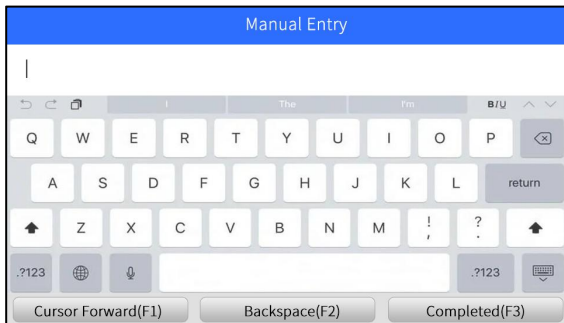 Manual Entry
I The I'm B I U
Q W E R T Y U I O P
A S D F G H J K L return
Z X C V B N M ! , ? .
.?123 .?123
Cursor Forward(F1) Backspace(F2) Completed(F3)